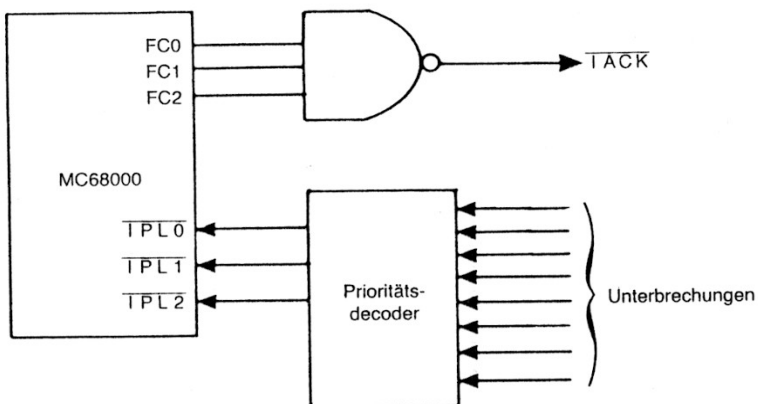 FC0
FC1
FC2
IACK
MC68000
IPL0
IPL1
IPL2
Prioritäts-
decoder
Unterbrechungen